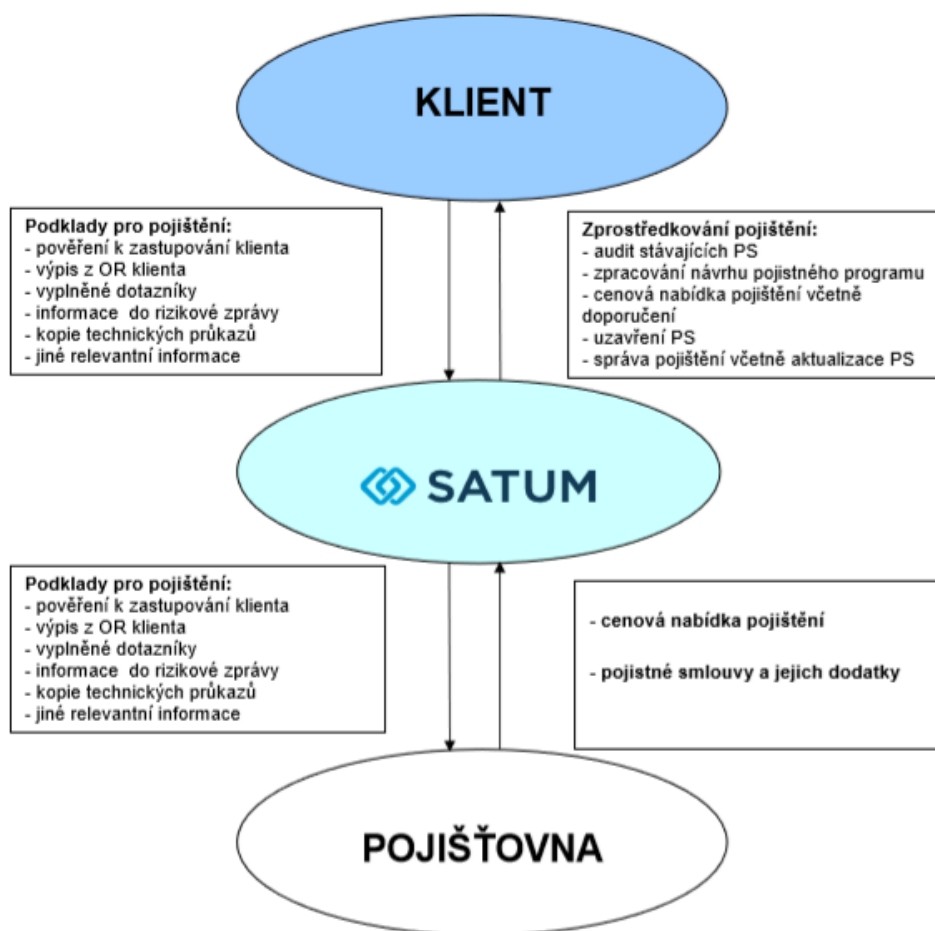 KLIENT
Podklady pro pojištění:
- pověření k zastupování klienta
- výpis z OR klienta
- vyplněné dotazníky
- informace do rizikové zprávy
- kopie technických průkazů
- jiné relevantní informace
Zprostředkování pojištění:
- audit stávajících PS
- zpracování návrhu pojistného programu
- cenová nabídka pojištění včetně
doporučení
- uzavření PS
- správa pojištění včetně aktualizace PS
SATUM
Podklady pro pojištění:
- pověření k zastupování klienta
- výpis z OR klienta
- vyplněné dotazníky
- informace do rizikové zprávy
- kopie technických průkazů
- jiné relevantní informace
- cenová nabídka pojištění
- pojistné smlouvy a jejich dodatky
POJIŠŤOVNA